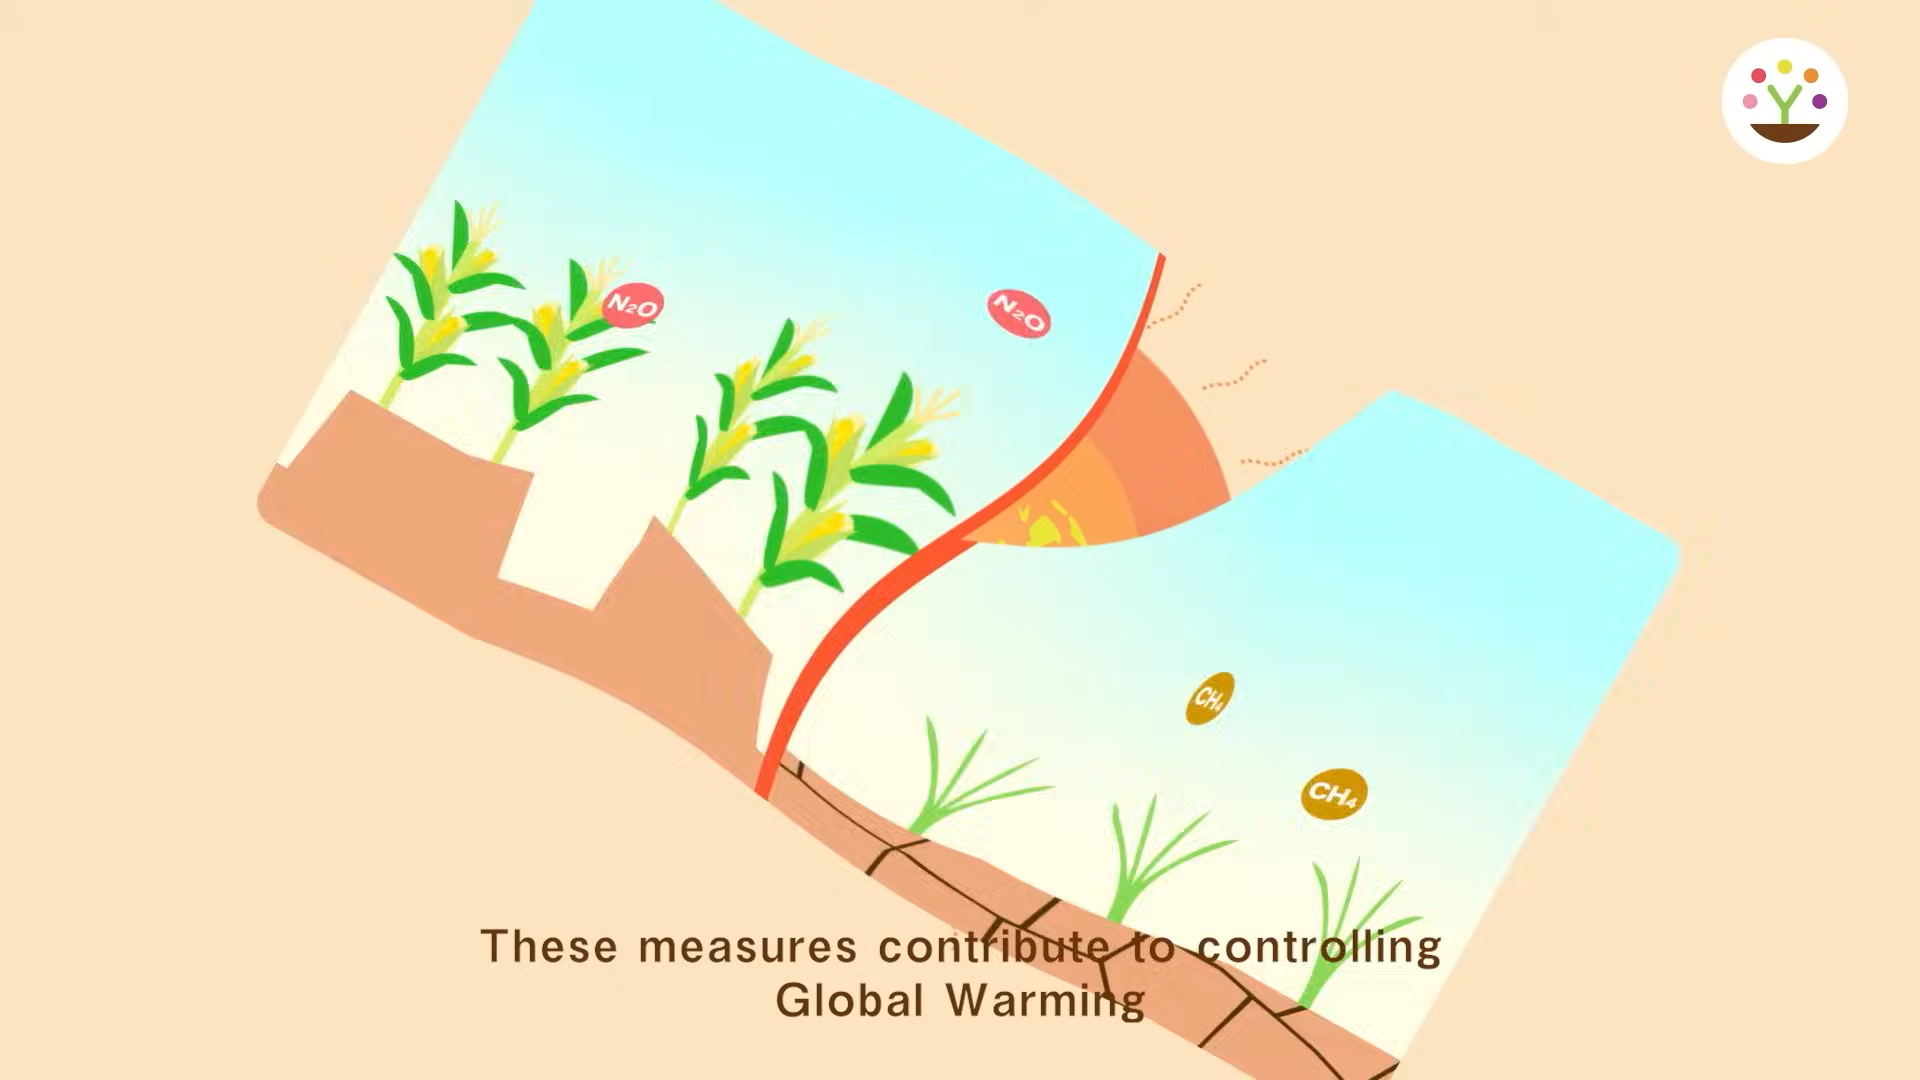 N₂O
N₂O
CH₄
CH₄
These measures contribute to controlling
Global Warming